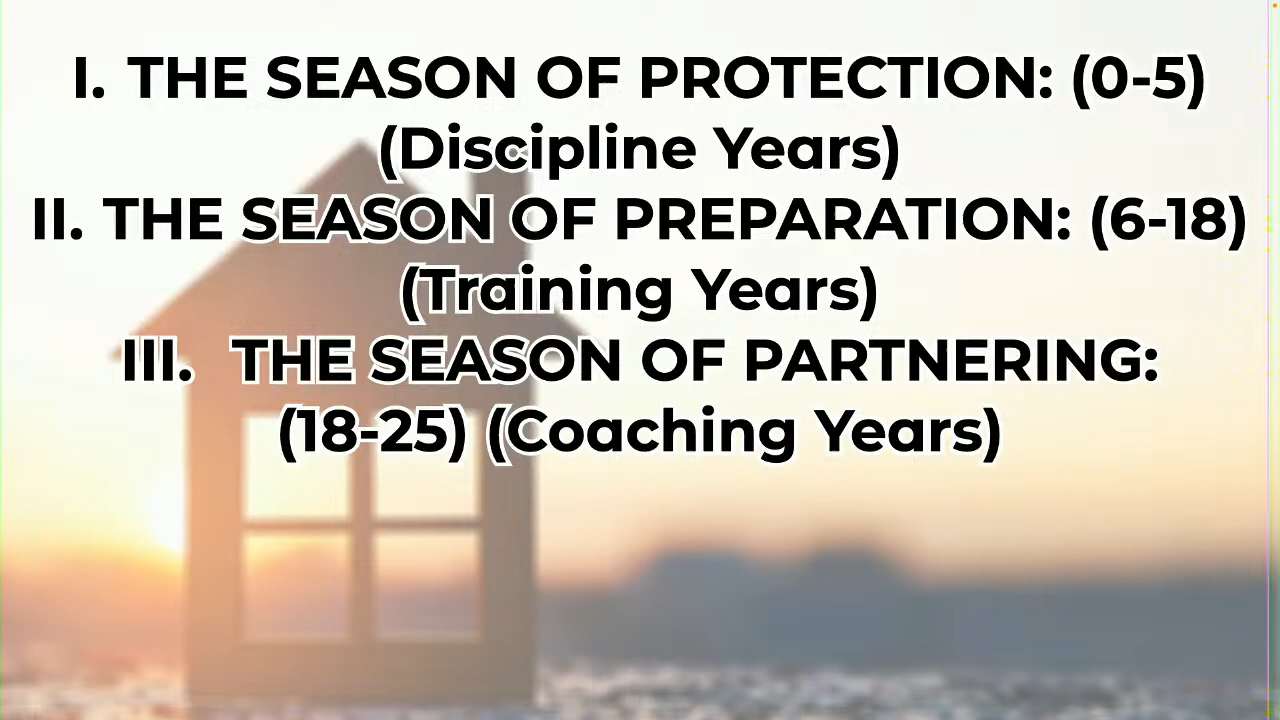 I. THE SEASON OF PROTECTION: (0-5)
(Discipline Years)
II. THE SEASON OF PREPARATION: (6-18)
(Training Years)
III. THE SEASON OF PARTNERING:
(18-25) (Coaching Years)